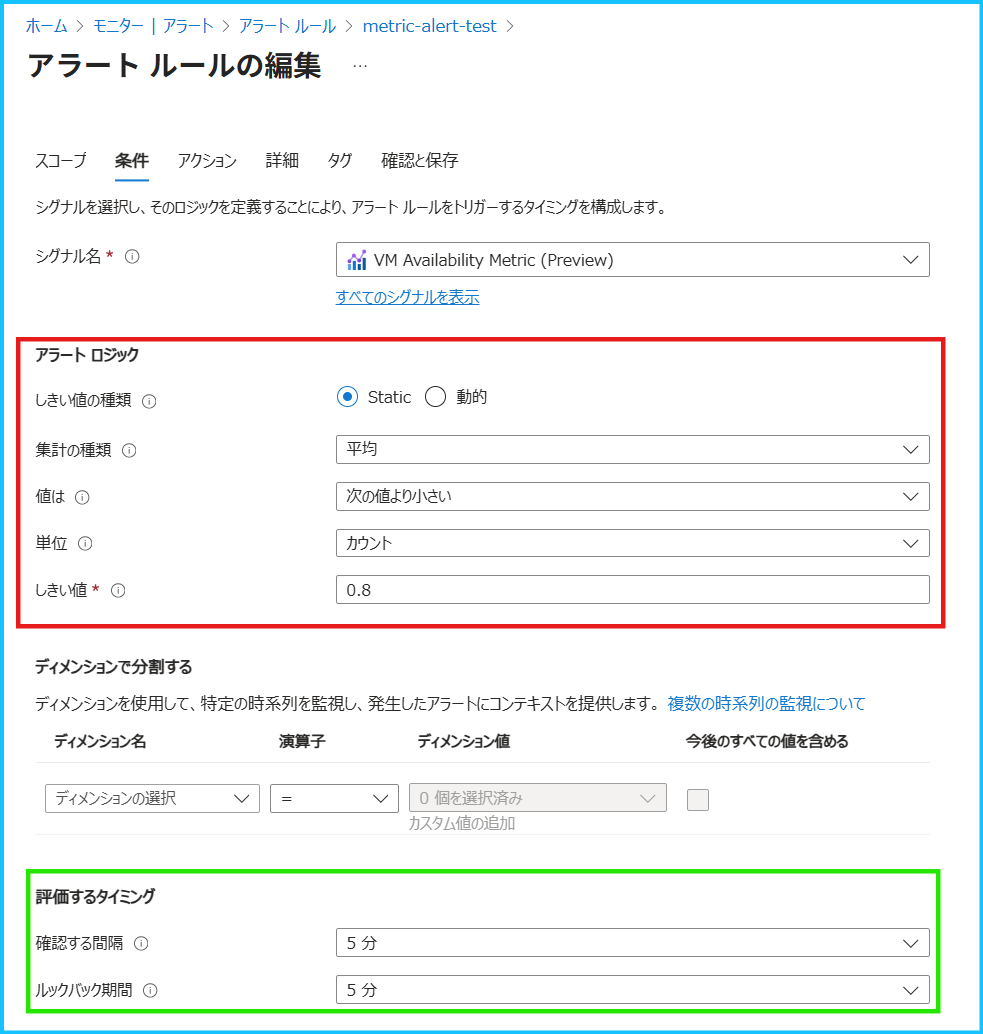 ホーム > モニター | アラート > アラート ルール > metric-alert-test >
アラート ルールの編集 …
スコープ 条件 アクション 詳細 タグ 確認と保存
シグナルを選択し、そのロジックを定義することにより、アラート ルールをトリガーするタイミングを構成します。
シグナル名 * VM Availability Metric (Preview)
すべてのシグナルを表示
アラート ロジック
しきい値の種類 Static 動的
集計の種類 平均
値は 次の値より小さい
単位 カウント
しきい値 * 0.8
ディメンションで分割する
ディメンションを使用して、特定の時系列を監視し、発生したアラートにコンテキストを提供します。 複数の時系列の監視について
ディメンション名 演算子 ディメンション値 今後のすべての値を含める
ディメンションの選択 = 0 個を選択済み
カスタム値の追加
評価するタイミング
確認する間隔 5 分
ルックバック期間 5 分